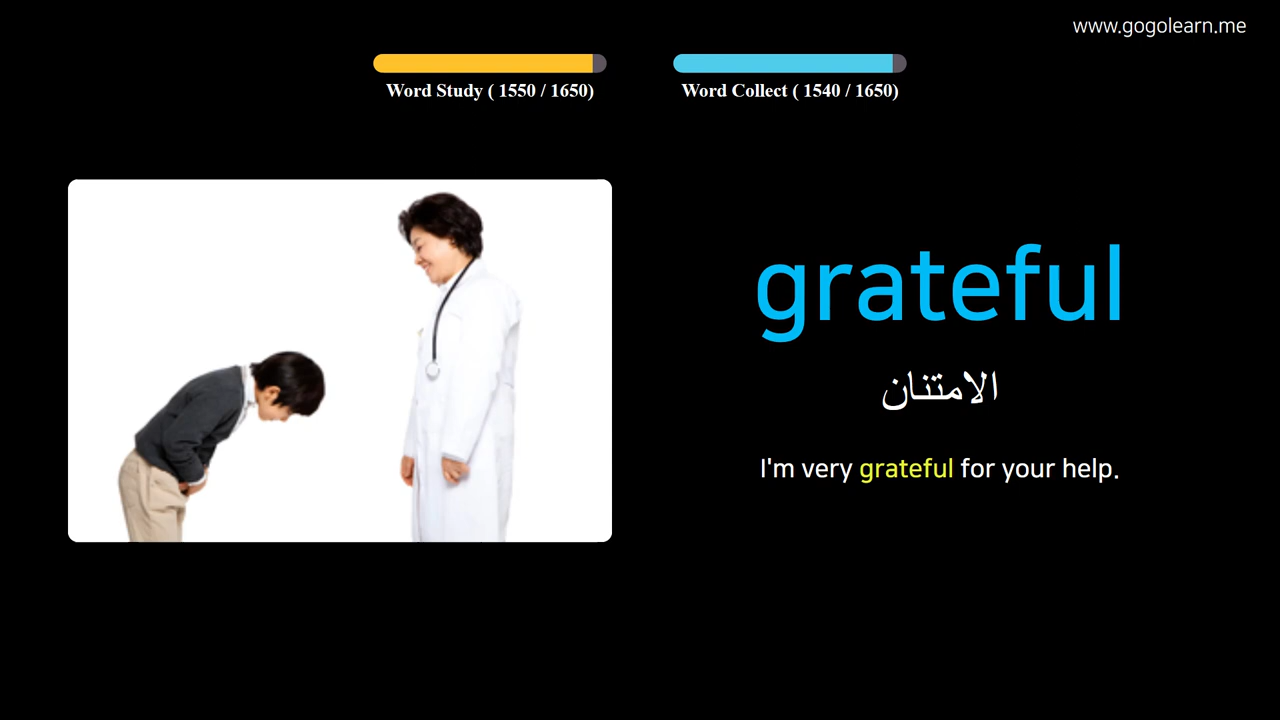 www.gogolearn.me
Word Study ( 1550 / 1650)
Word Collect ( 1540 / 1650)
grateful
الامتنان
I'm very grateful for your help.